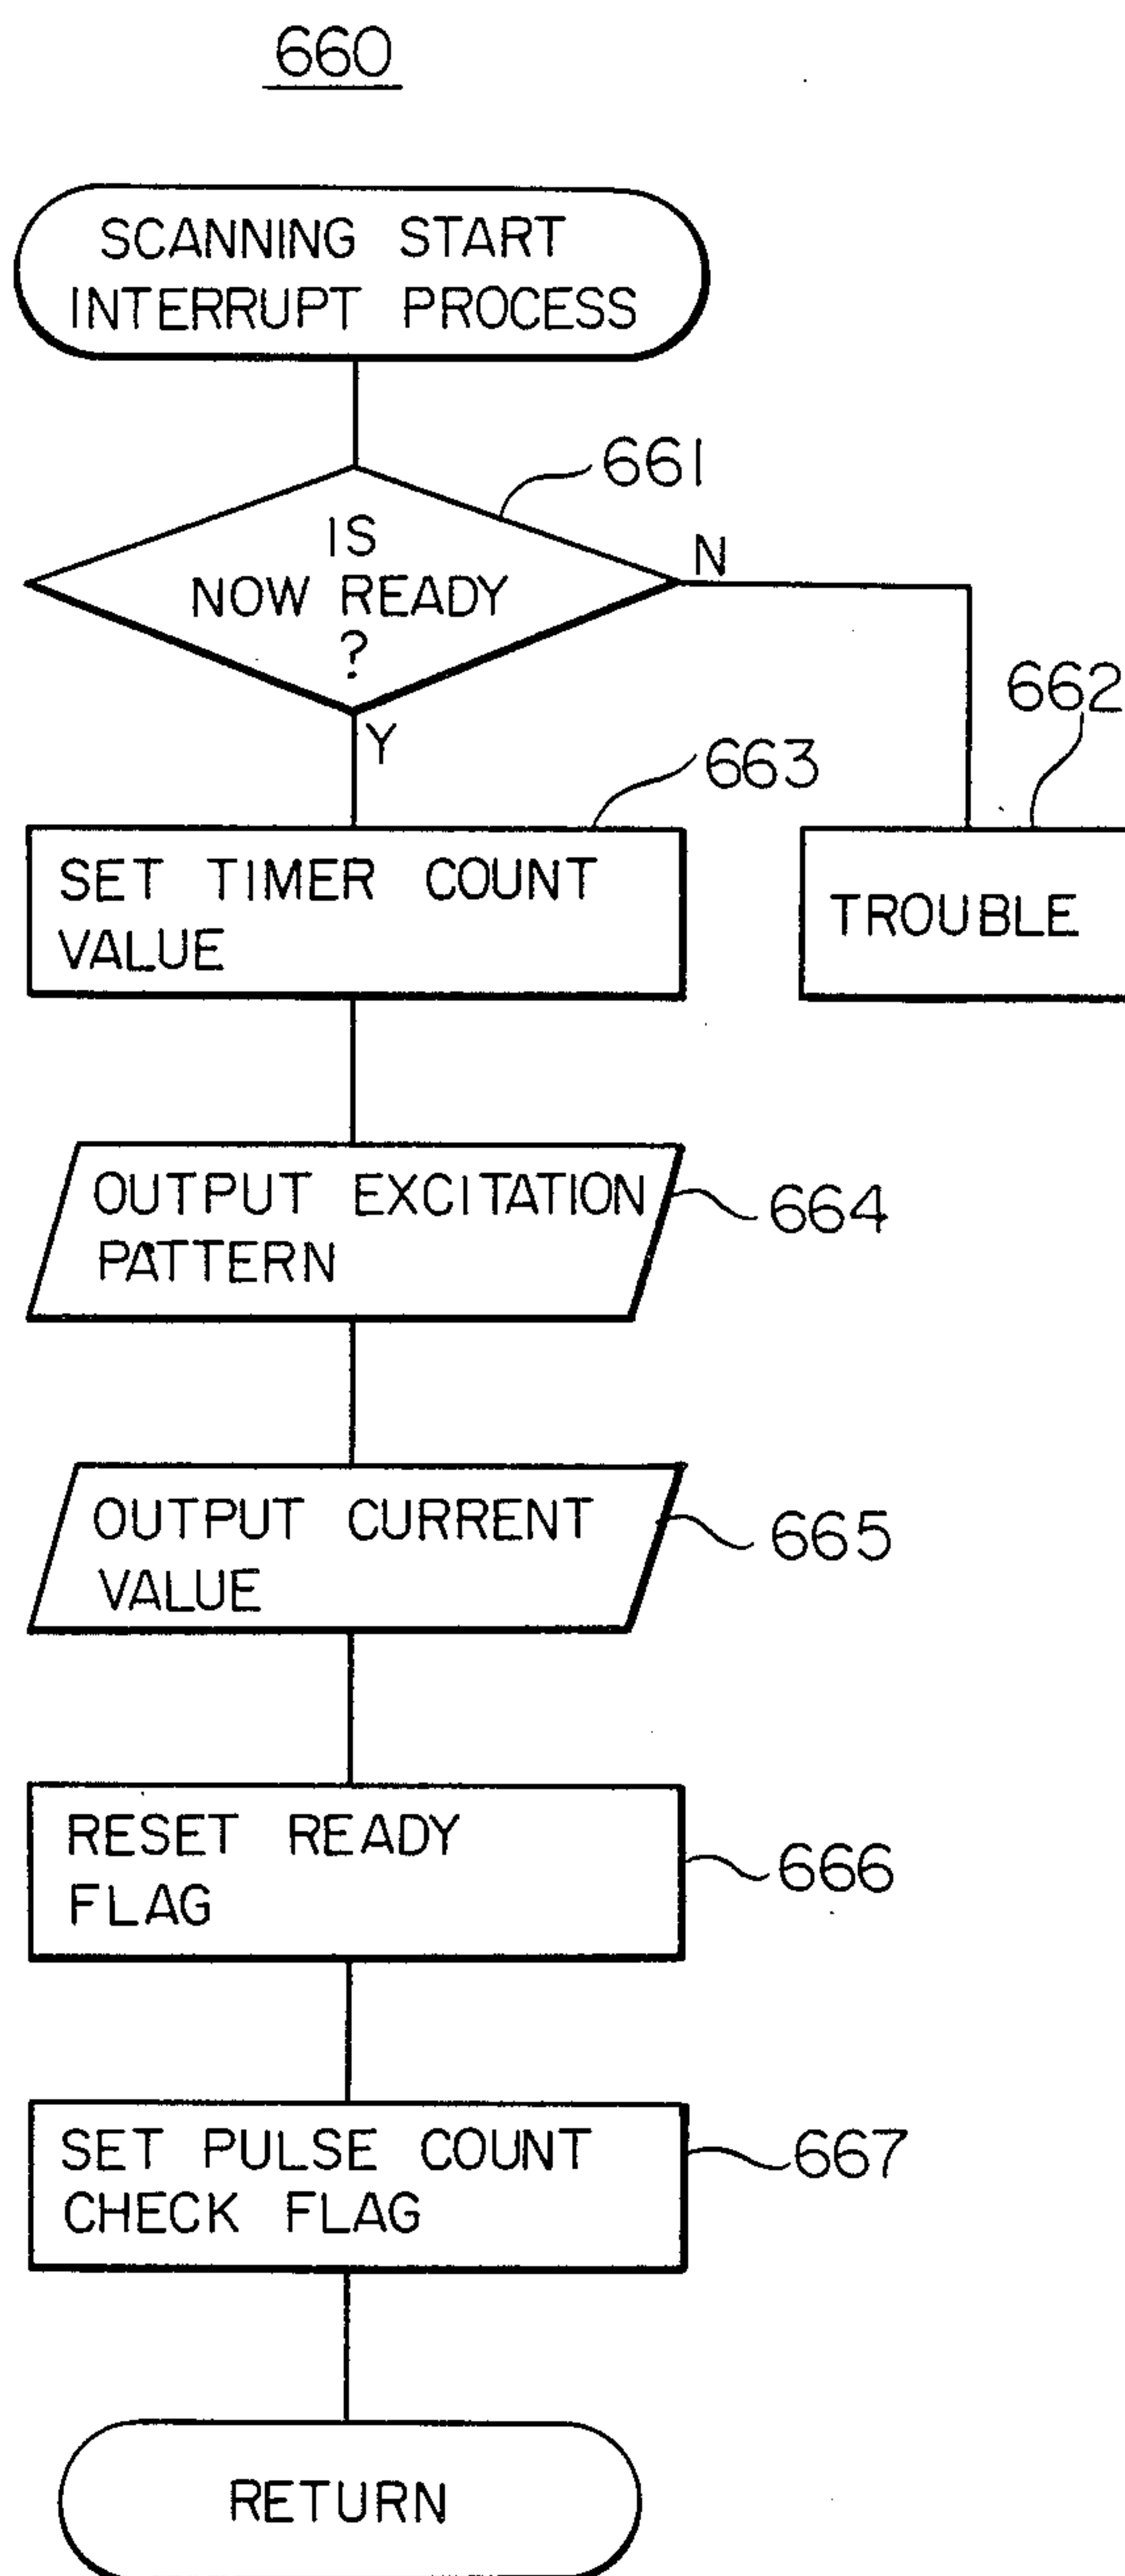 660
SCANNING START
INTERRUPT PROCESS
661
IS
NOW READY
?
N
Y
662
663
SET TIMER COUNT
VALUE
TROUBLE
OUTPUT EXCITATION
PATTERN
664
OUTPUT CURRENT
VALUE
665
RESET READY
FLAG
666
SET PULSE COUNT
CHECK FLAG
667
RETURN